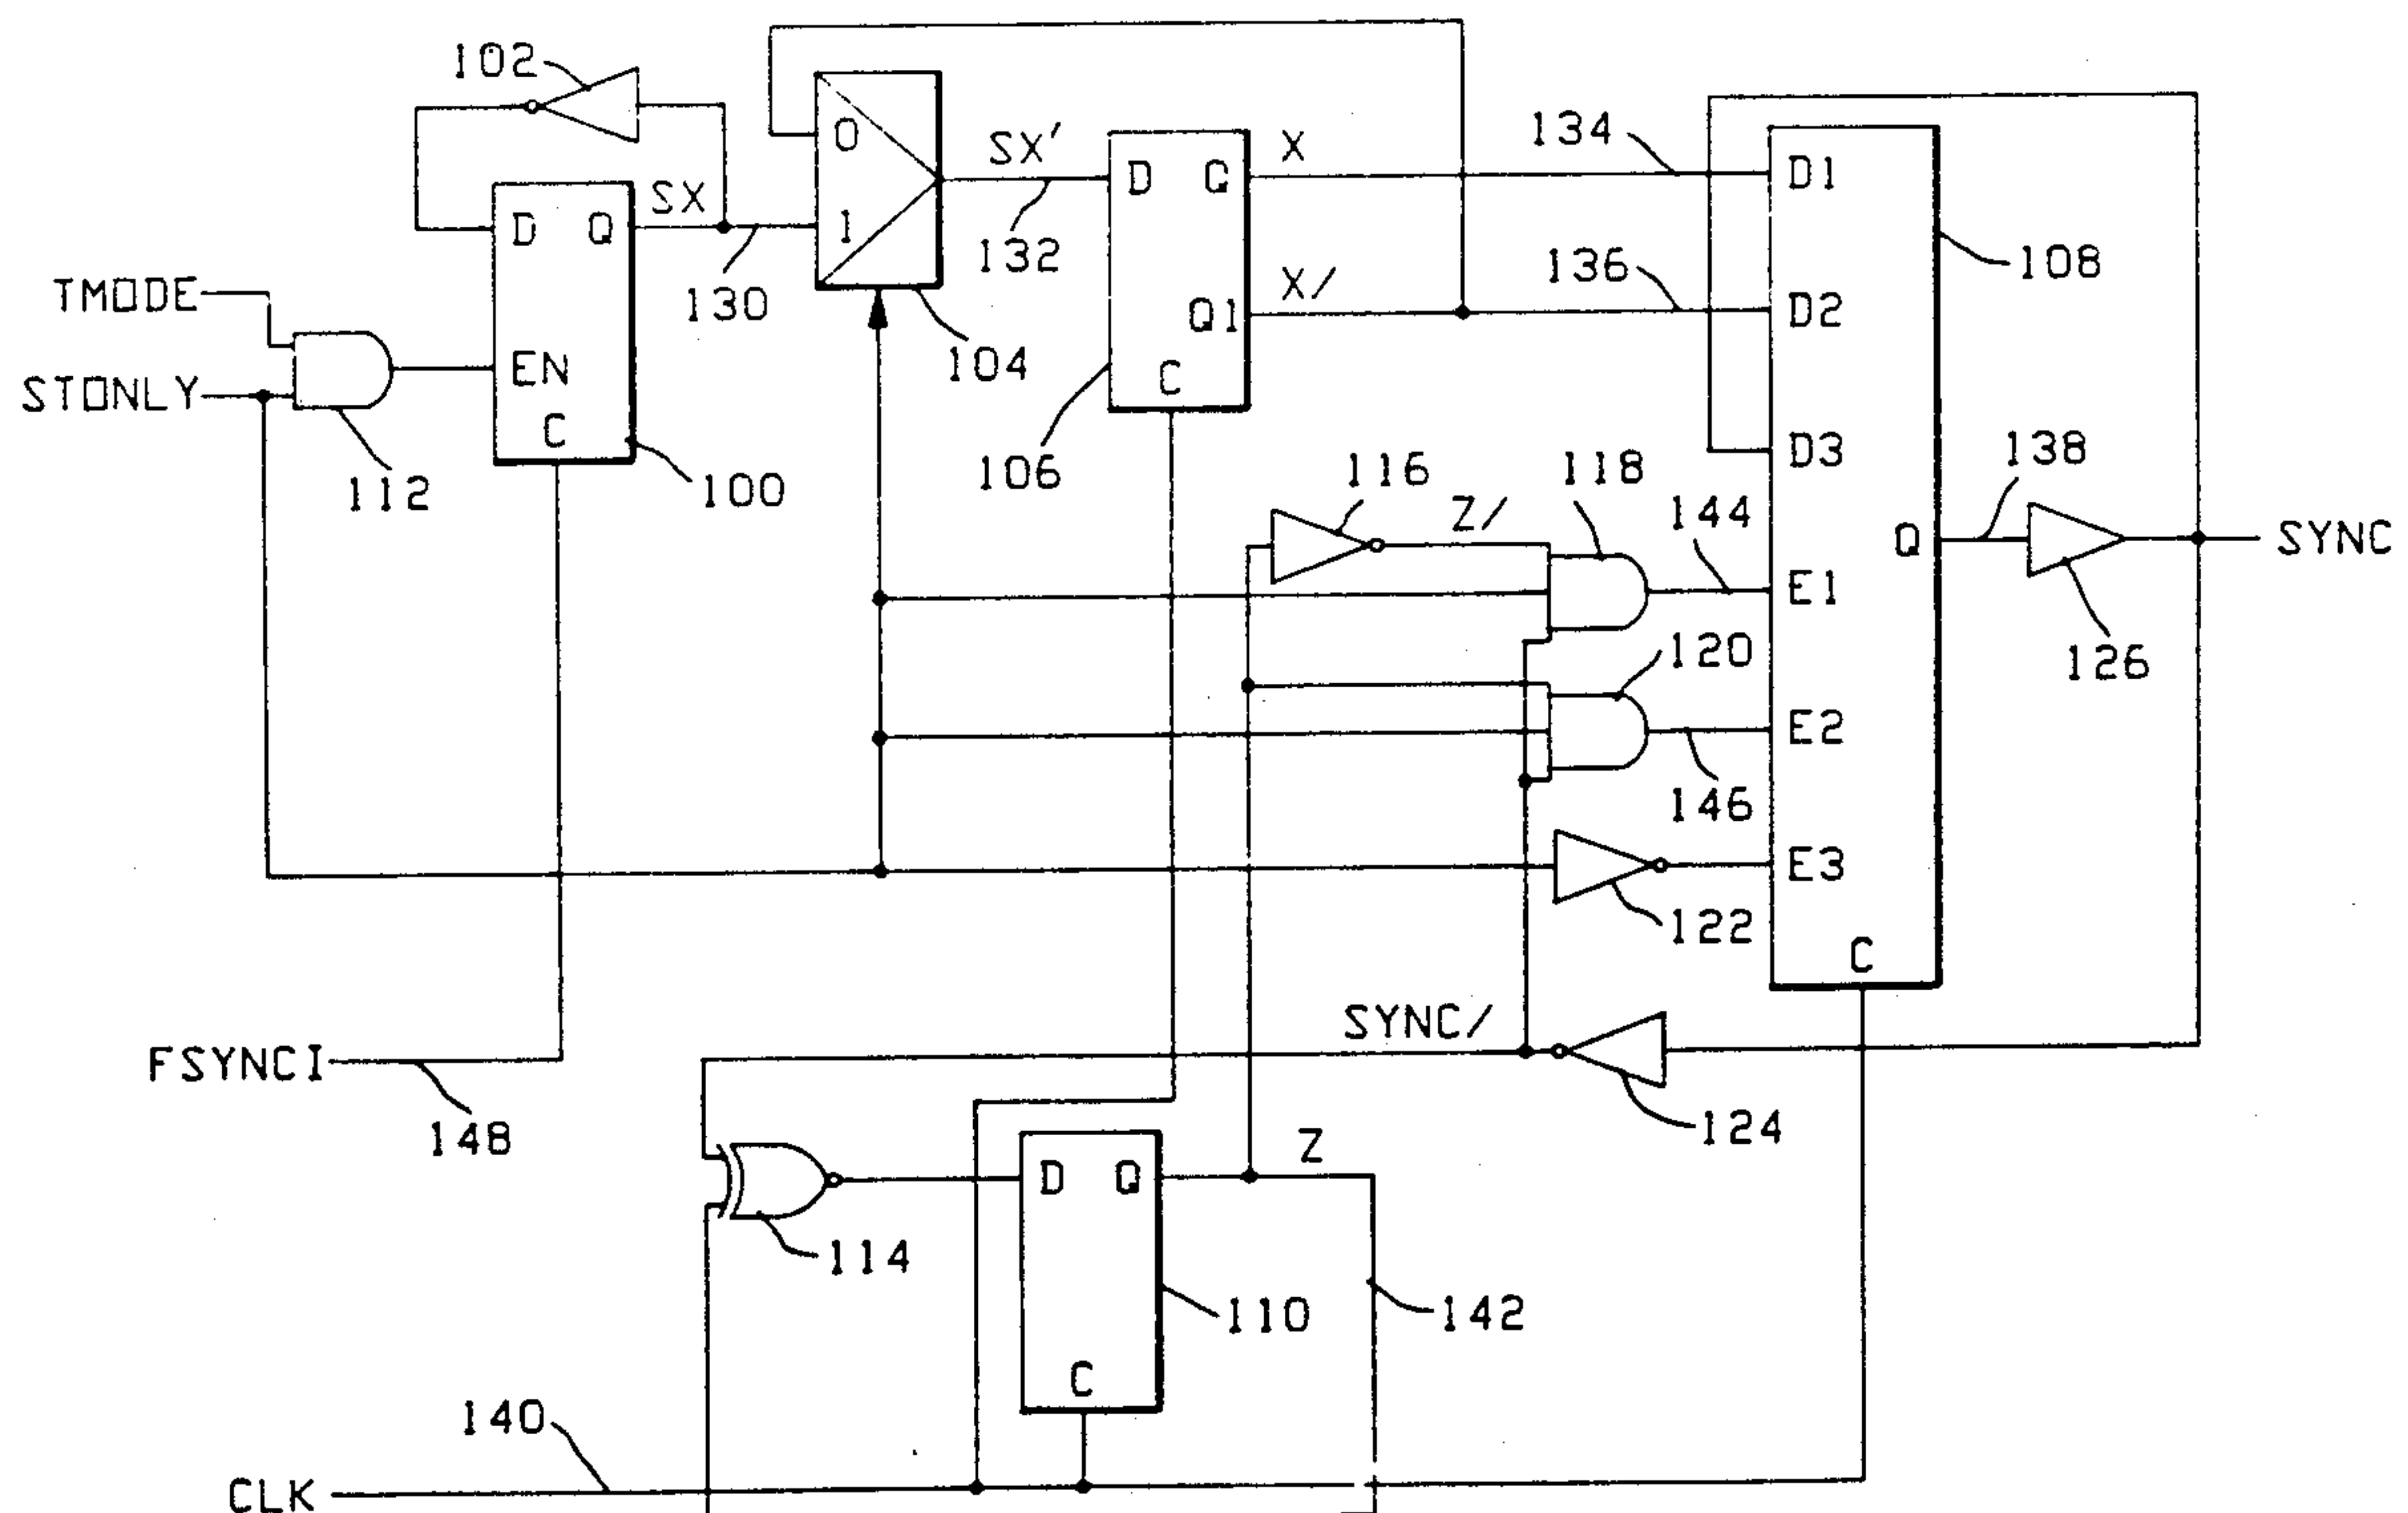 102
0
SX'
D Q
X
134
D1
SX
132
D Q
1
130
X/
136
108
TMODE
Q1
D2
104
EN
C
STONLY
C
D3
138
106
116
118
112
100
Z/
144
Q
SYNC
E1
120
126
E2
146
E3
122
C
SYNC/
FSYNCI
124
148
D Q
Z
114
110
142
C
140
CLK